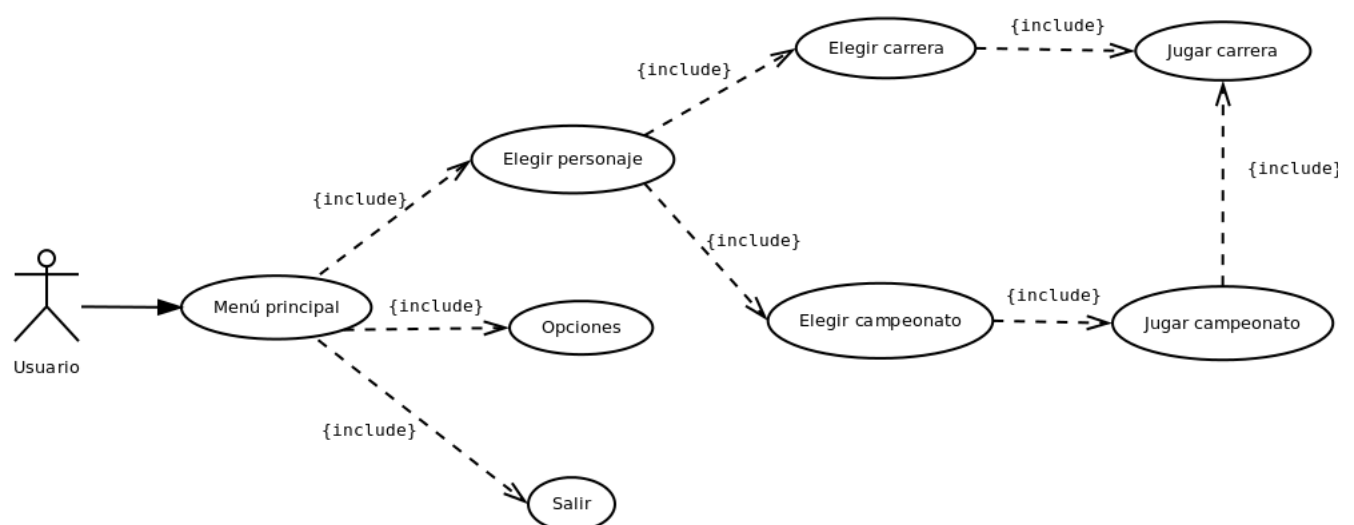 {include}
Elegir carrera
Jugar carrera
{include}
Elegir personaje
{include}
{include}
{include}
Menú principal
{include}
Opciones
Elegir campeonato
{include}
Jugar campeonato
Usuario
{include}
Salir